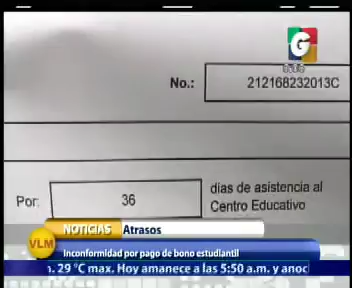 G
No.:
212168232013C
Por:
36
días de asistencia al
Centro Educativo
NOTICIAS Atrasos
VLM
Inconformidad por pago de bono estudiantil
n. 29 °C max. Hoy amanece a las 5:50 a.m. y anoc